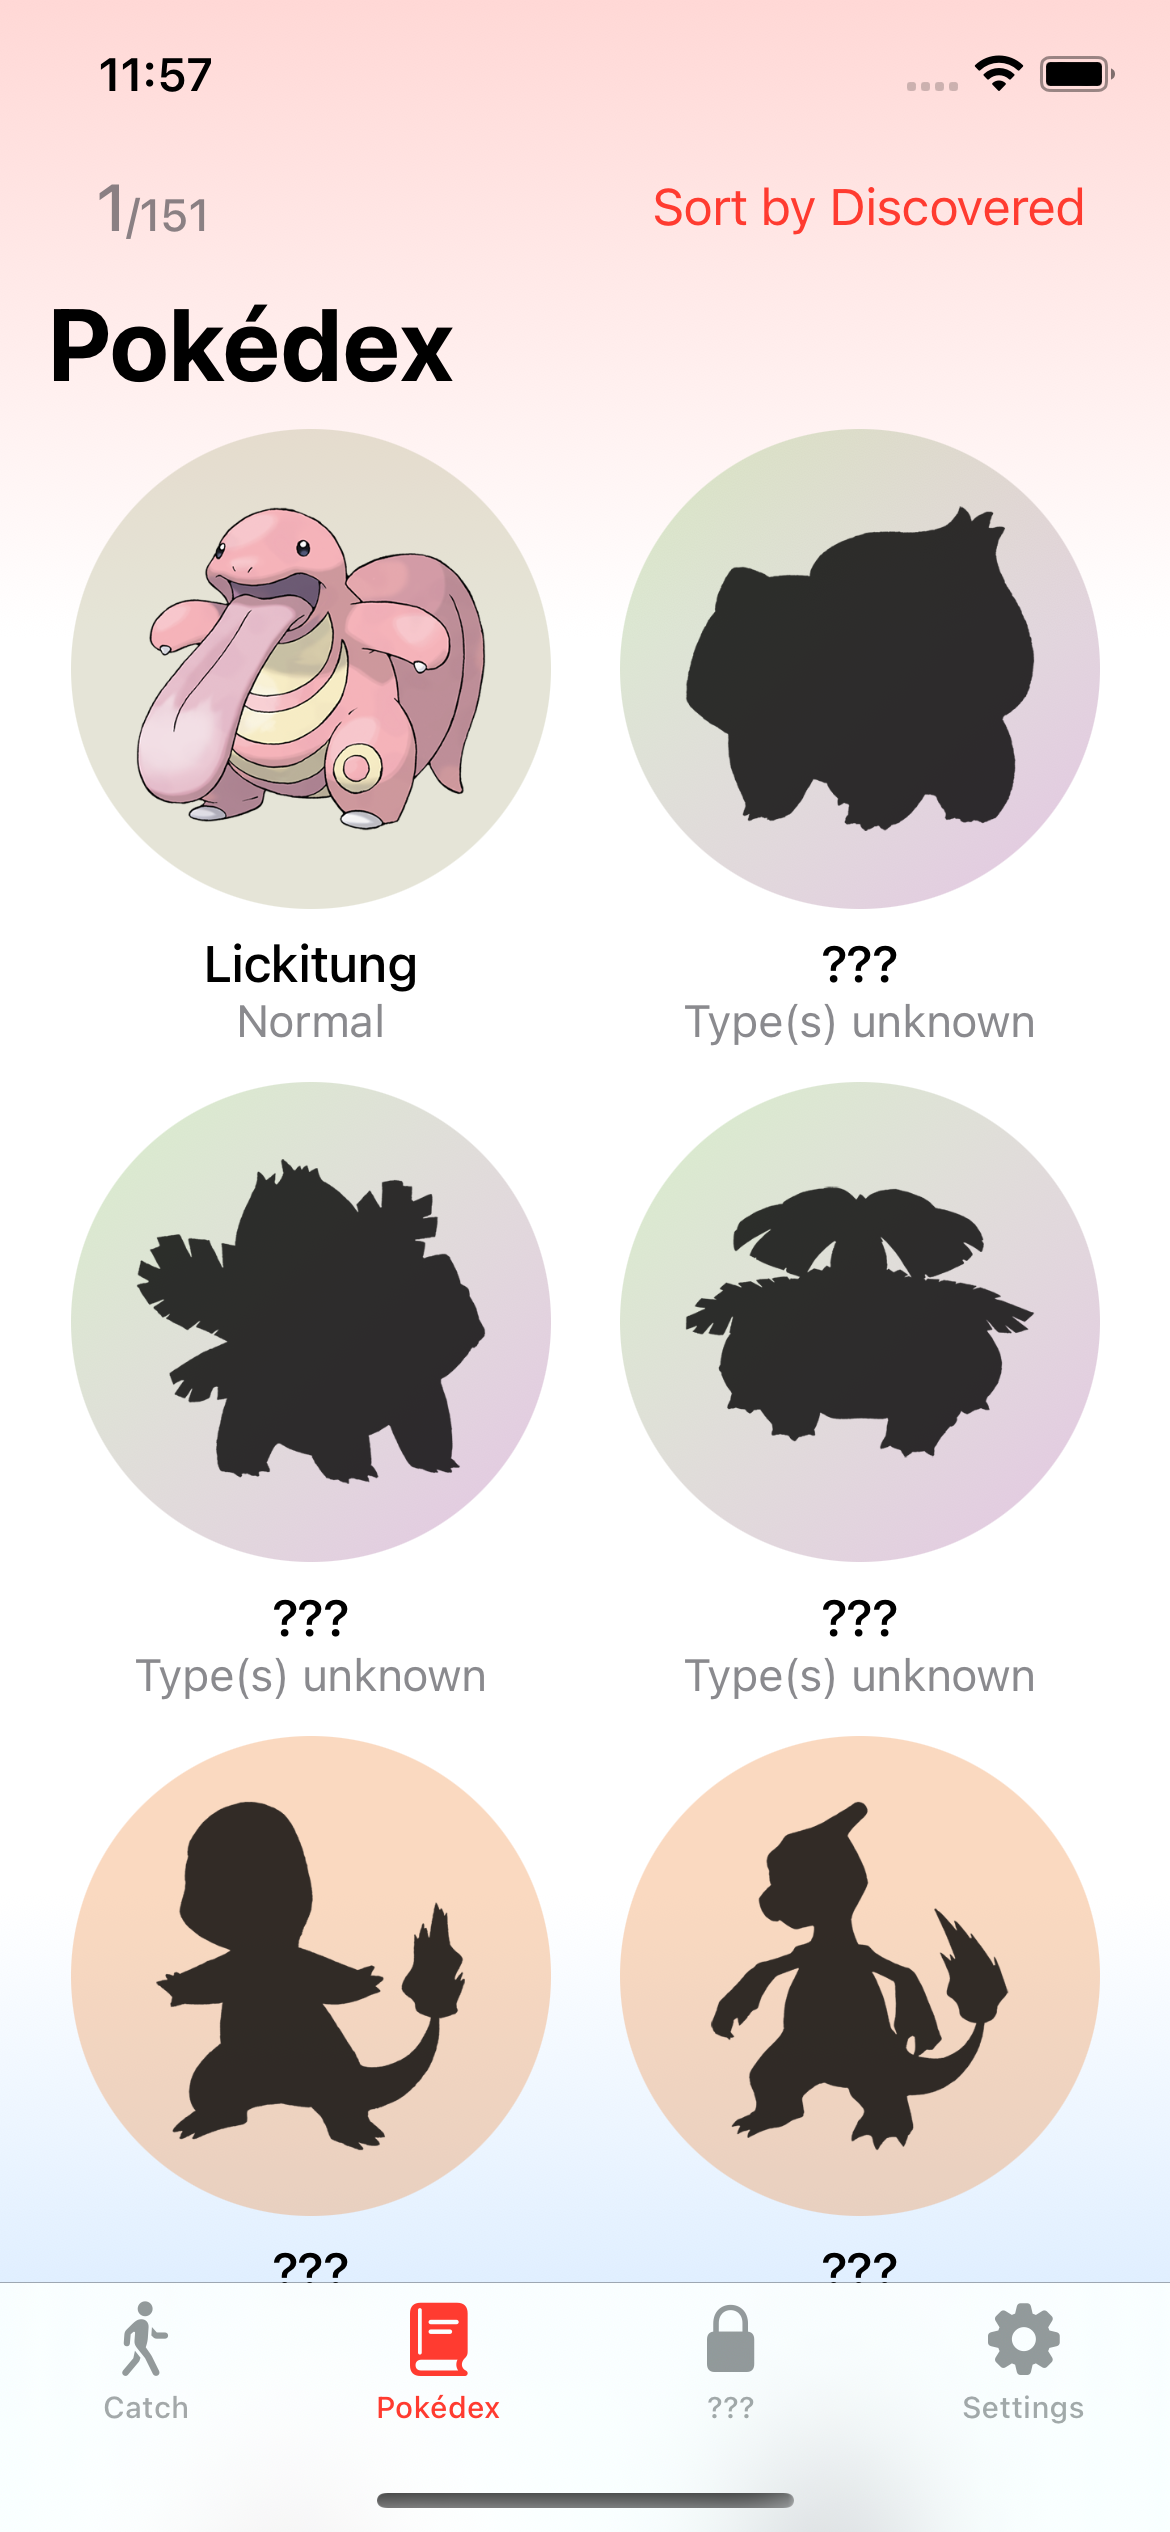 11:57
1/151
Sort by Discovered
Pokédex
Lickitung
Normal
???
Type(s) unknown
???
Type(s) unknown
???
Type(s) unknown
???
???
Catch
Pokédex
???
Settings